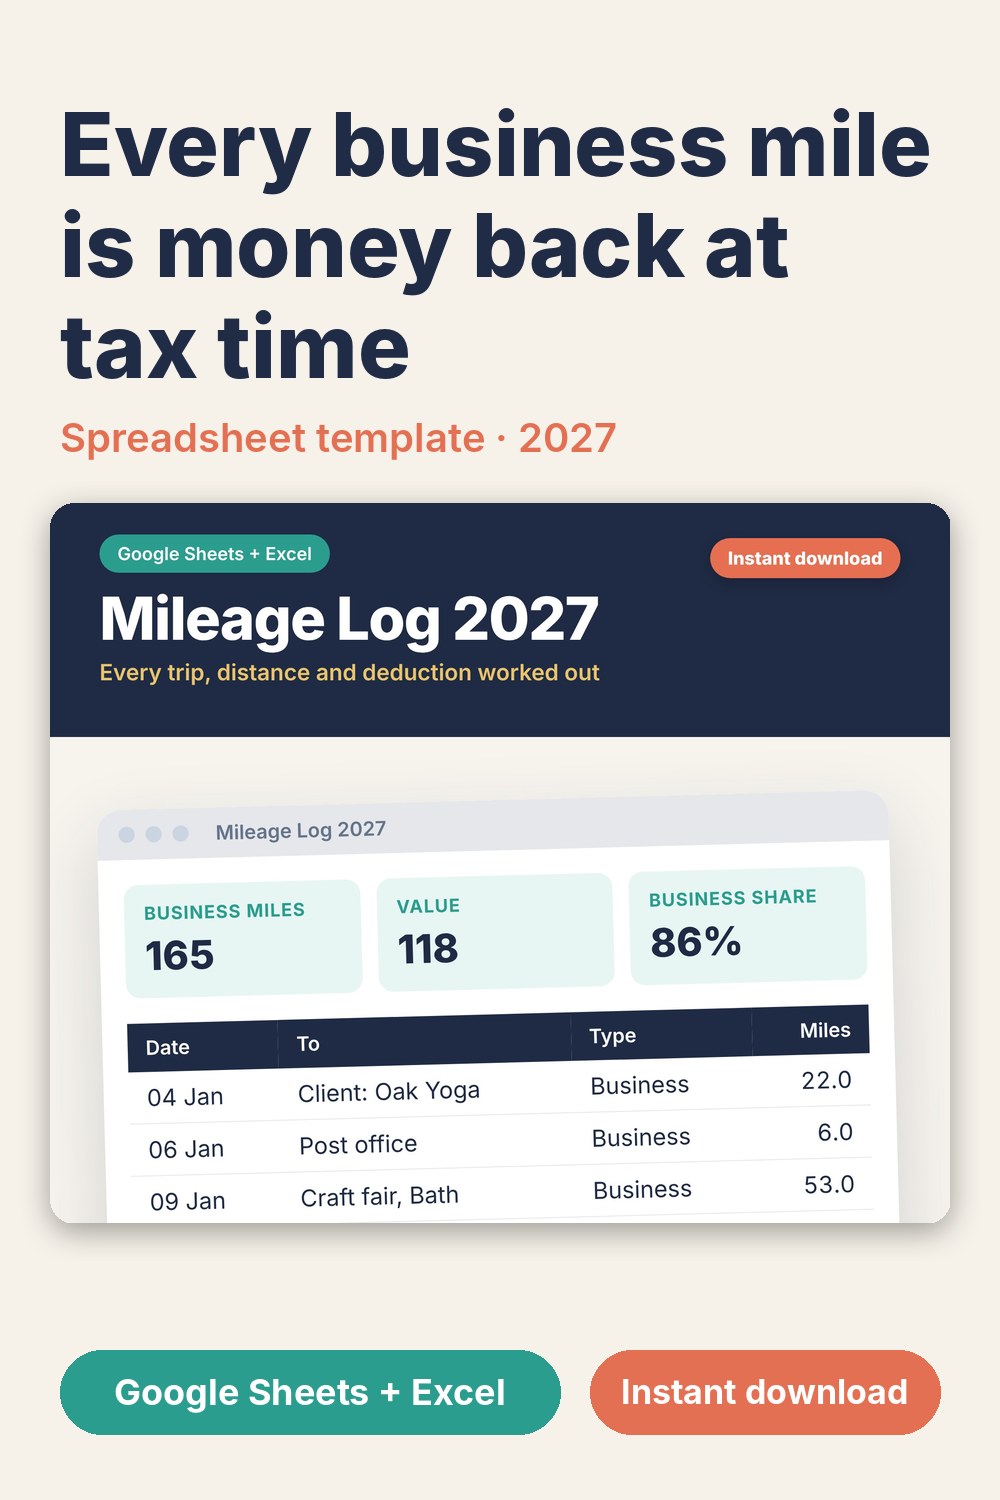 Every business mile
is money back at
tax time
Spreadsheet template · 2027
Google Sheets + Excel
Instant download
Mileage Log 2027
Every trip, distance and deduction worked out
Mileage Log 2027
BUSINESS MILES
165
VALUE
118
BUSINESS SHARE
86%
Date To Type Miles
04 Jan Client: Oak Yoga Business 22.0
06 Jan Post office Business 6.0
09 Jan Craft fair, Bath Business 53.0
Google Sheets + Excel
Instant download